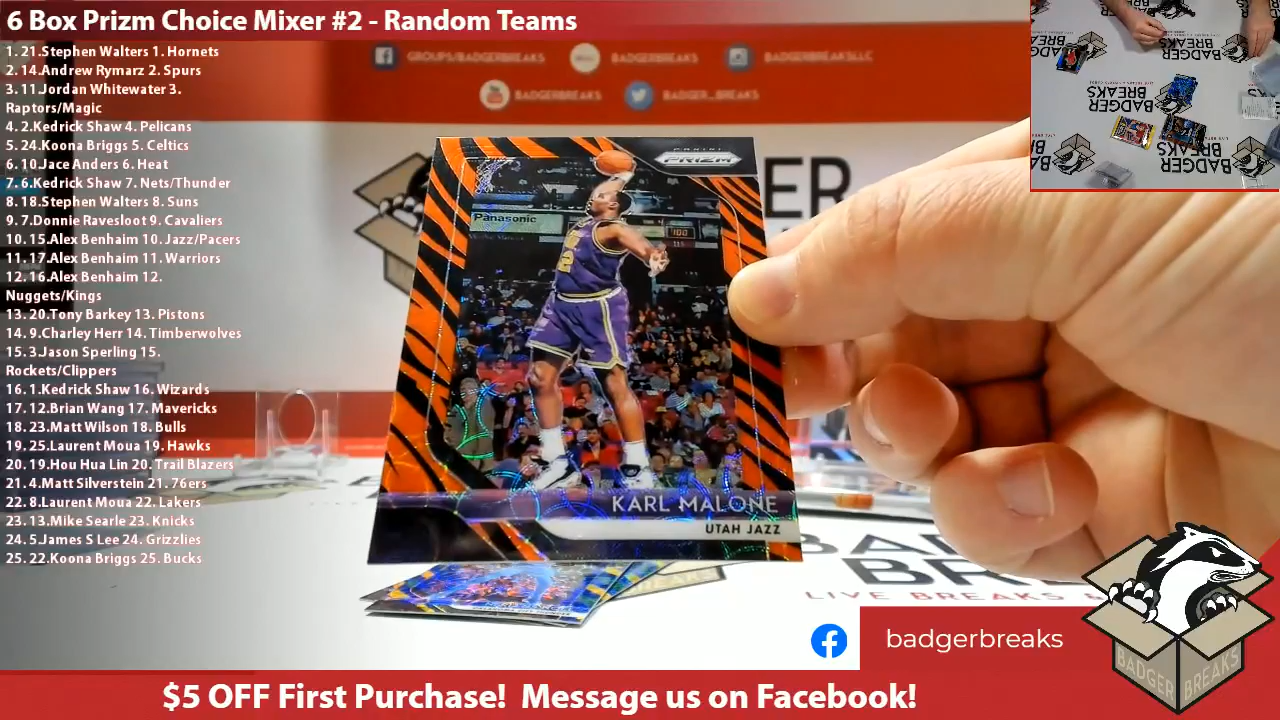 6 Box Prizm Choice Mixer #2 - Random Teams
1. 21.Stephen Walters 1. Hornets
2. 14.Andrew Rymarz 2. Spurs
3. 11.Jordan Whitewater 3.
Raptors/Magic
4. 2.Kedrick Shaw 4. Pelicans
5. 24.Koona Briggs 5. Celtics
6. 10.Jace Anders 6. Heat
7. 6.Kedrick Shaw 7. Nets/Thunder
8. 18.Stephen Walters 8. Suns
9. 7.Donnie Ravesloot 9. Cavaliers
10. 15.Alex Benhaim 10. Jazz/Pacers
11. 17.Alex Benhaim 11. Warriors
12. 16.Alex Benhaim 12.
Nuggets/Kings
13. 20.Tony Barkey 13. Pistons
14. 9.Charley Herr 14. Timberwolves
15. 3.Jason Sperling 15.
Rockets/Clippers
16. 1.Kedrick Shaw 16. Wizards
17. 12.Brian Wang 17. Mavericks
18. 23.Matt Wilson 18. Bulls
19. 25.Laurent Moua 19. Hawks
20. 19.Hou Hua Lin 20. Trail Blazers
21. 4.Matt Silverstein 21. 76ers
22. 8.Laurent Moua 22. Lakers
23. 13.Mike Searle 23. Knicks
24. 5.James S Lee 24. Grizzlies
25. 22.Koona Briggs 25. Bucks
GROUPS/BADGERBREAKS
BADGERBREAKS
BADGERBREAKSLLC
BADGERBREAKS
BADGER_BREAKS
PANINI
PRIZM
Panasonic
100
KARL MALONE
UTAH JAZZ
BADGER
BREAKS
BADGER
BREAKS
BADGER
BREAKS
LIVE BREAKS &
badgerbreaks
BADGER BREAKS
$5 OFF First Purchase! Message us on Facebook!